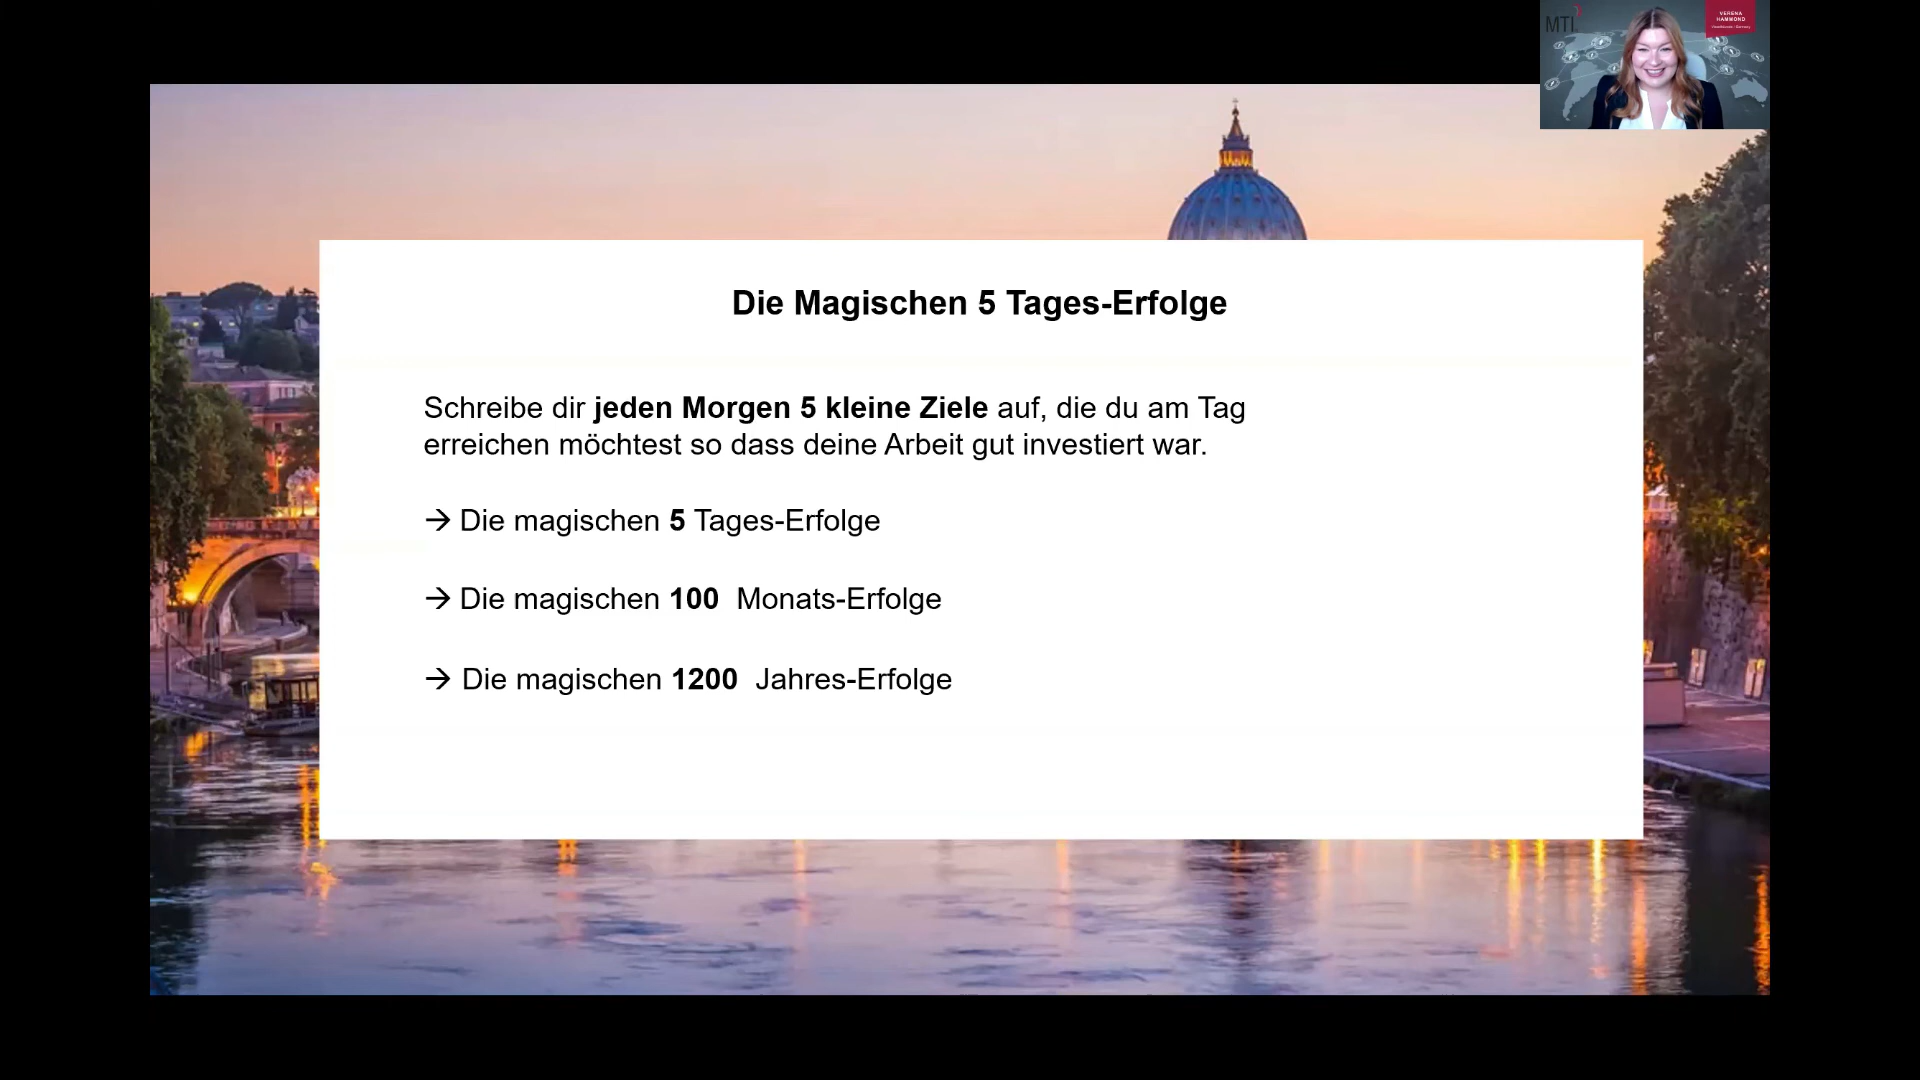 MTI
VERENA
HAMMOND
Die Magischen 5 Tages-Erfolge
Schreibe dir jeden Morgen 5 kleine Ziele auf, die du am Tag
erreichen möchtest so dass deine Arbeit gut investiert war.
→ Die magischen 5 Tages-Erfolge
→ Die magischen 100 Monats-Erfolge
→ Die magischen 1200 Jahres-Erfolge